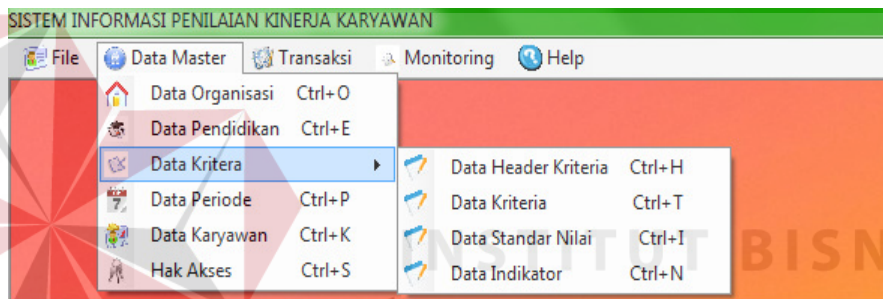 SISTEM INFORMASI PENILAIAN KINERJA KARYAWAN
File Data Master Transaksi Monitoring Help
Data Organisasi Ctrl+O
Data Pendidikan Ctrl+E
Data Kritera
Data Periode Ctrl+P
Data Karyawan Ctrl+K
Hak Akses Ctrl+S
Data Header Kriteria Ctrl+H
Data Kriteria Ctrl+T
Data Standar Nilai Ctrl+I
Data Indikator Ctrl+N
INSTITUT BISN